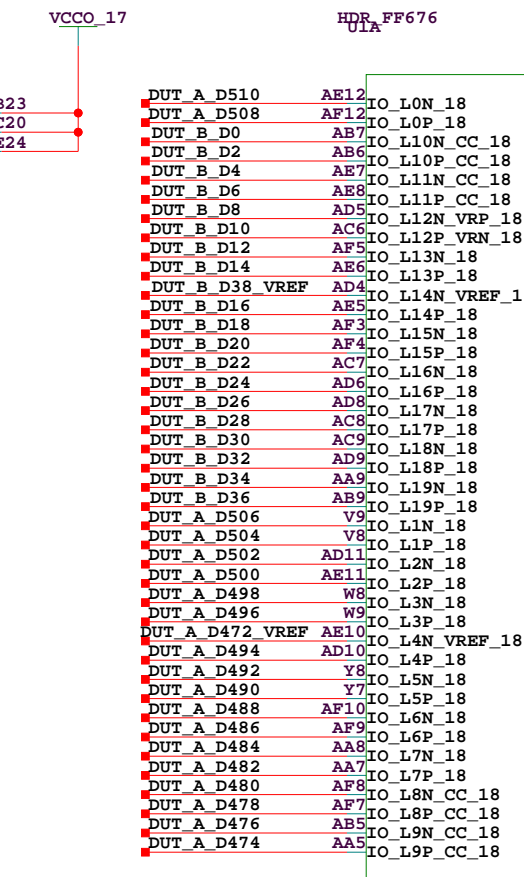 VCCO_17
HDR_FF676
U1A
B23
C20
E24
DUT_A_D510 AE12 IO_L0N_18
DUT_A_D508 AF12 IO_L0P_18
DUT_B_D0 AB7 IO_L10N_CC_18
DUT_B_D2 AB6 IO_L10P_CC_18
DUT_B_D4 AE7 IO_L11N_CC_18
DUT_B_D6 AE8 IO_L11P_CC_18
DUT_B_D8 AD5 IO_L12N_VRP_18
DUT_B_D10 AC6 IO_L12P_VRN_18
DUT_B_D12 AF5 IO_L13N_18
DUT_B_D14 AE6 IO_L13P_18
DUT_B_D38_VREF AD4 IO_L14N_VREF_1
DUT_B_D16 AE5 IO_L14P_18
DUT_B_D18 AF3 IO_L15N_18
DUT_B_D20 AF4 IO_L15P_18
DUT_B_D22 AC7 IO_L16N_18
DUT_B_D24 AD6 IO_L16P_18
DUT_B_D26 AD8 IO_L17N_18
DUT_B_D28 AC8 IO_L17P_18
DUT_B_D30 AC9 IO_L18N_18
DUT_B_D32 AD9 IO_L18P_18
DUT_B_D34 AA9 IO_L19N_18
DUT_B_D36 AB9 IO_L19P_18
DUT_A_D506 V9 IO_L1N_18
DUT_A_D504 V8 IO_L1P_18
DUT_A_D502 AD11 IO_L2N_18
DUT_A_D500 AE11 IO_L2P_18
DUT_A_D498 W8 IO_L3N_18
DUT_A_D496 W9 IO_L3P_18
DUT_A_D472_VREF AE10 IO_L4N_VREF_18
DUT_A_D494 AD10 IO_L4P_18
DUT_A_D492 Y8 IO_L5N_18
DUT_A_D490 Y7 IO_L5P_18
DUT_A_D488 AF10 IO_L6N_18
DUT_A_D486 AF9 IO_L6P_18
DUT_A_D484 AA8 IO_L7N_18
DUT_A_D482 AA7 IO_L7P_18
DUT_A_D480 AF8 IO_L8N_CC_18
DUT_A_D478 AF7 IO_L8P_CC_18
DUT_A_D476 AB5 IO_L9N_CC_18
DUT_A_D474 AA5 IO_L9P_CC_18